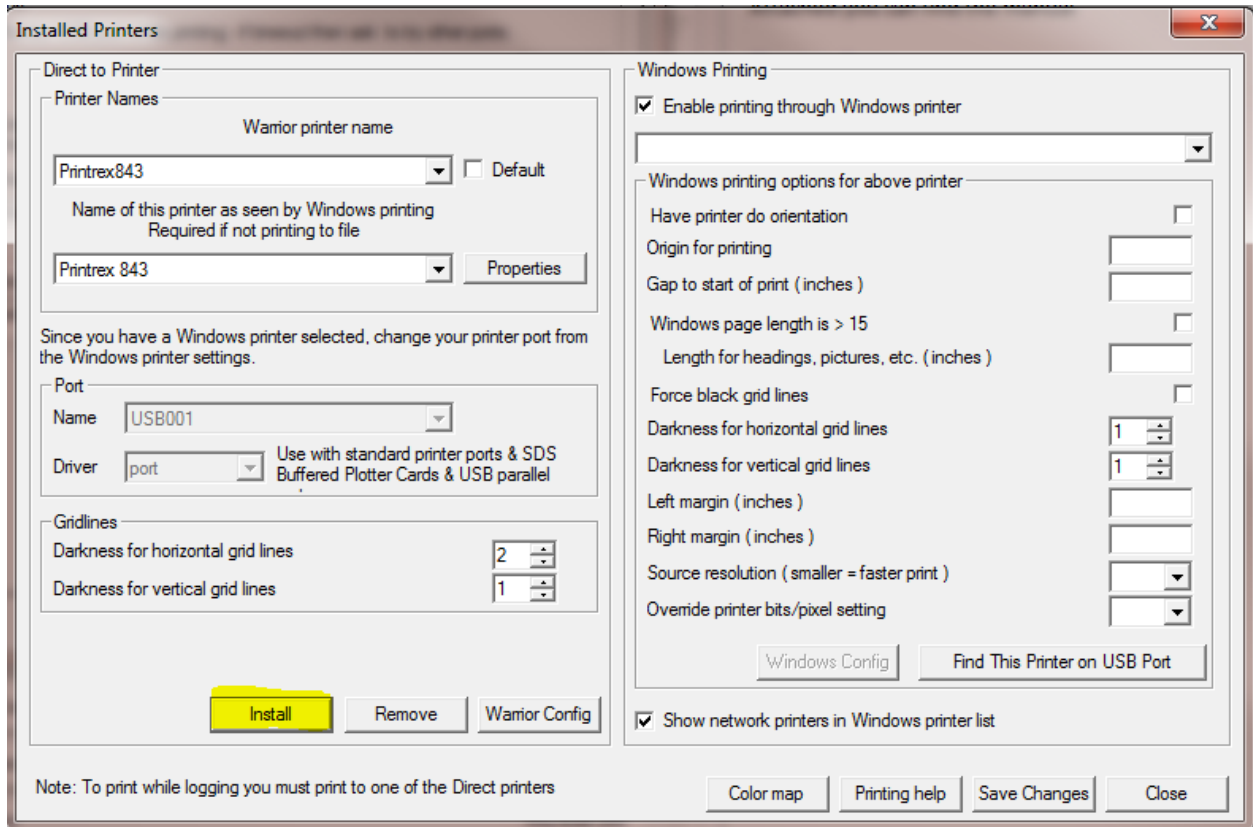 Installed Printers
Direct to Printer
Printer Names
Warrior printer name
Printrex843
Default
Name of this printer as seen by Windows printing
Required if not printing to file
Printrex 843
Properties
Since you have a Windows printer selected, change your printer port from
the Windows printer settings.
Port
Name USB001
Driver port
Use with standard printer ports & SDS
Buffered Plotter Cards & USB parallel
Gridlines
Darkness for horizontal grid lines 2
Darkness for vertical grid lines 1
Install
Remove
Warrior Config
Windows Printing
Enable printing through Windows printer
Windows printing options for above printer
Have printer do orientation
Origin for printing
Gap to start of print ( inches )
Windows page length is > 15
Length for headings, pictures, etc. ( inches )
Force black grid lines
Darkness for horizontal grid lines 1
Darkness for vertical grid lines 1
Left margin ( inches )
Right margin ( inches )
Source resolution ( smaller = faster print )
Override printer bits/pixel setting
Windows Config
Find This Printer on USB Port
Show network printers in Windows printer list
Note: To print while logging you must print to one of the Direct printers
Color map
Printing help
Save Changes
Close